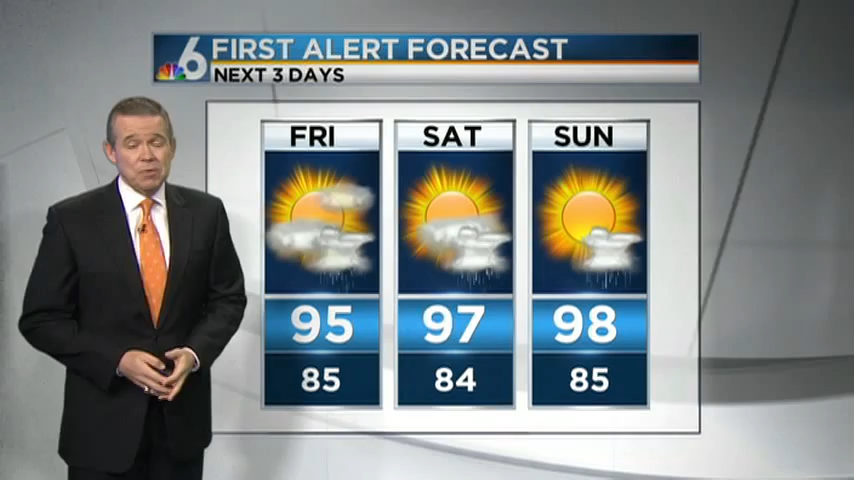 6 FIRST ALERT FORECAST
NEXT 3 DAYS
FRI SAT SUN
95 97 98
85 84 85